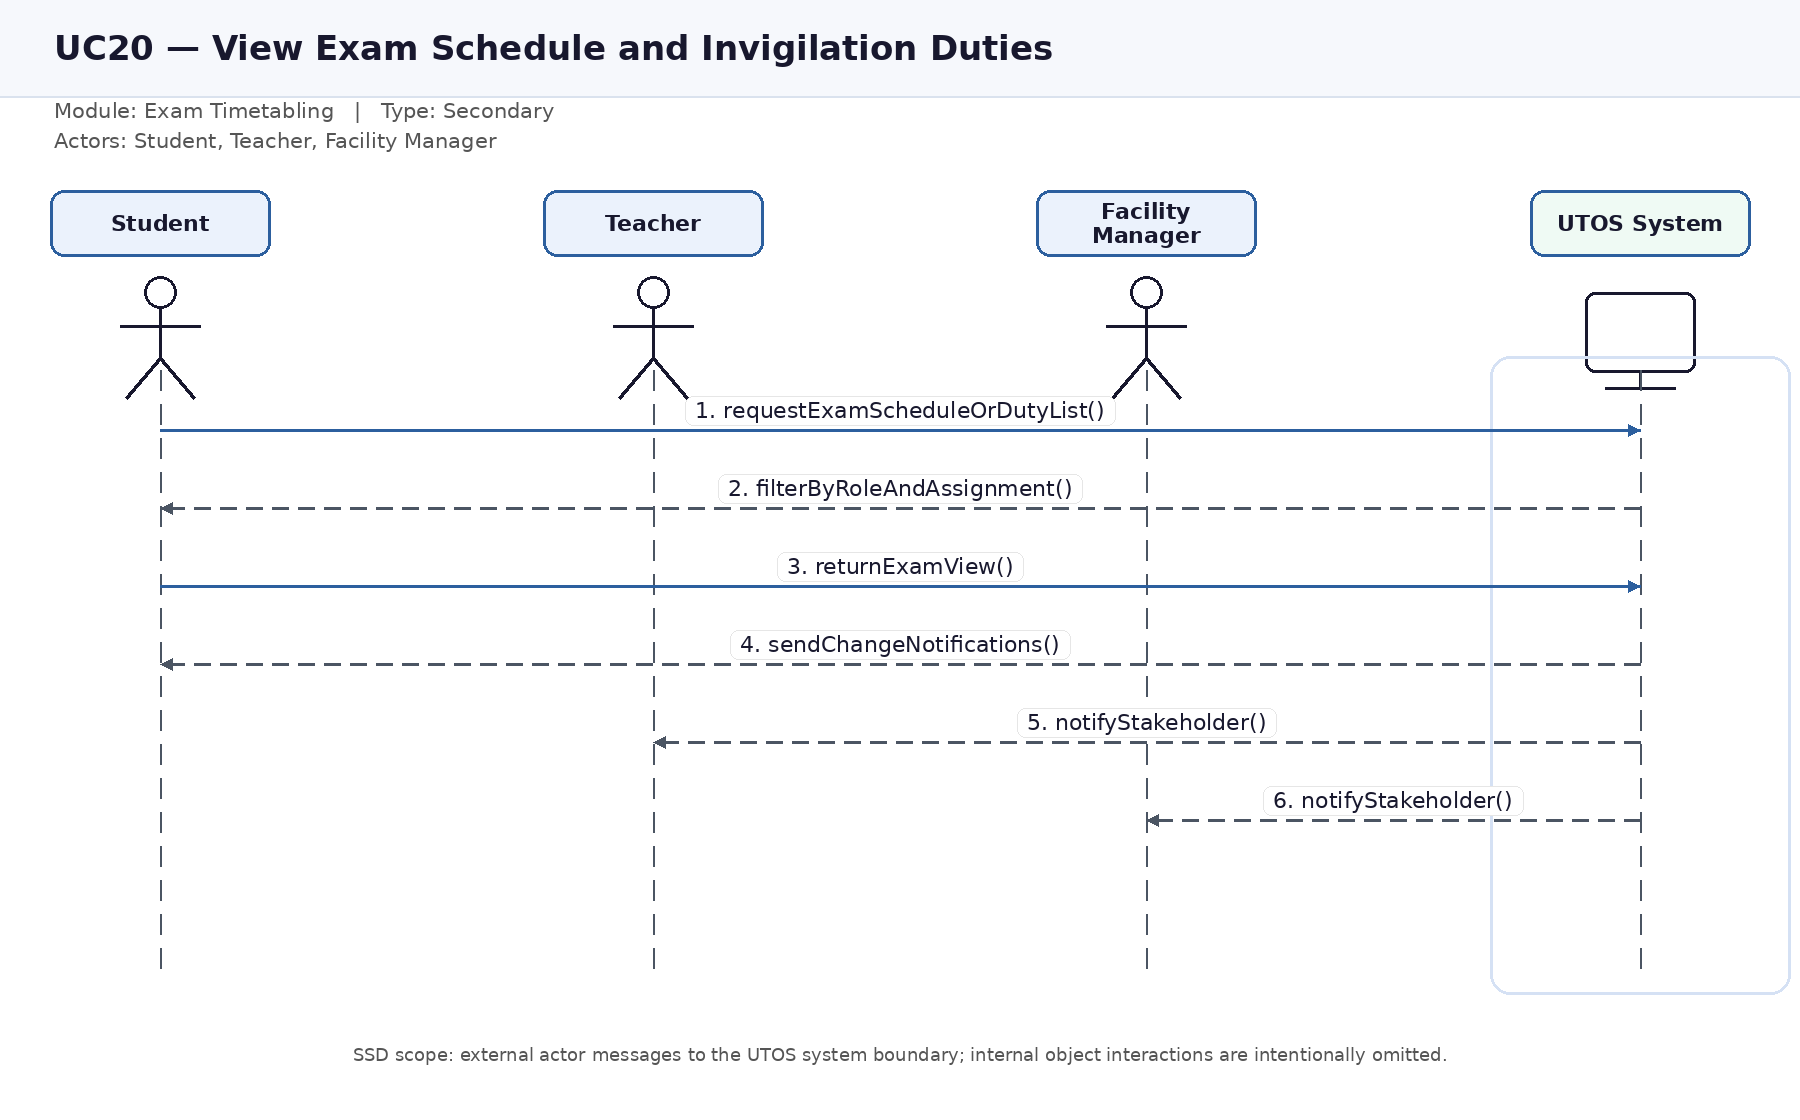 UC20 — View Exam Schedule and Invigilation Duties
Module: Exam Timetabling | Type: Secondary
Actors: Student, Teacher, Facility Manager
Student
Teacher
Facility
Manager
UTOS System
1. requestExamScheduleOrDutyList()
2. filterByRoleAndAssignment()
3. returnExamView()
4. sendChangeNotifications()
5. notifyStakeholder()
6. notifyStakeholder()
SSD scope: external actor messages to the UTOS system boundary; internal object interactions are intentionally omitted.